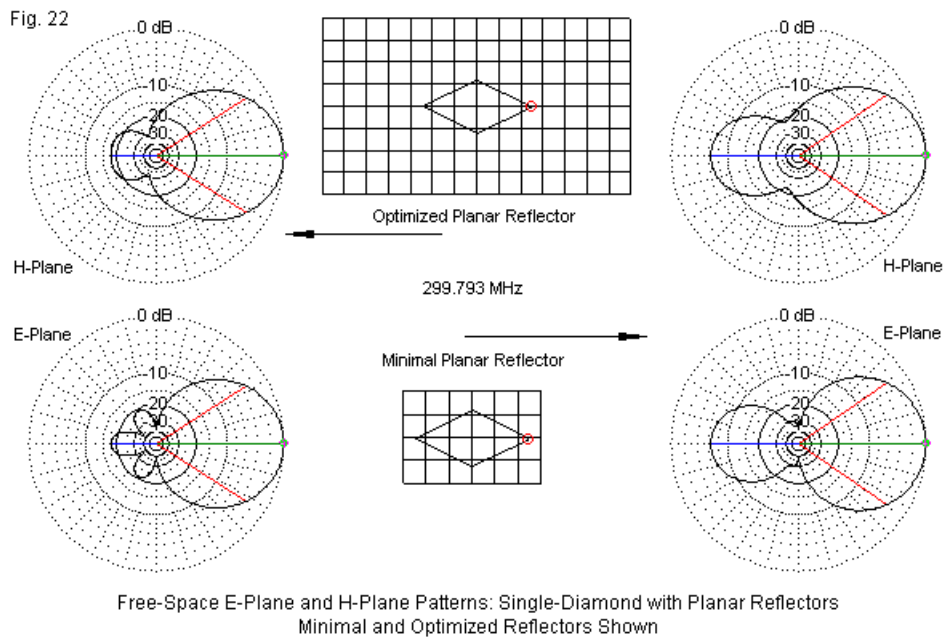 Fig. 22
0 dB
-10
-20
-30
H-Plane
Optimized Planar Reflector
0 dB
-10
-20
-30
H-Plane
299.793 MHz
0 dB
-10
-20
-30
E-Plane
Minimal Planar Reflector
0 dB
-10
-20
-30
E-Plane
Free-Space E-Plane and H-Plane Patterns: Single-Diamond with Planar Reflectors
Minimal and Optimized Reflectors Shown